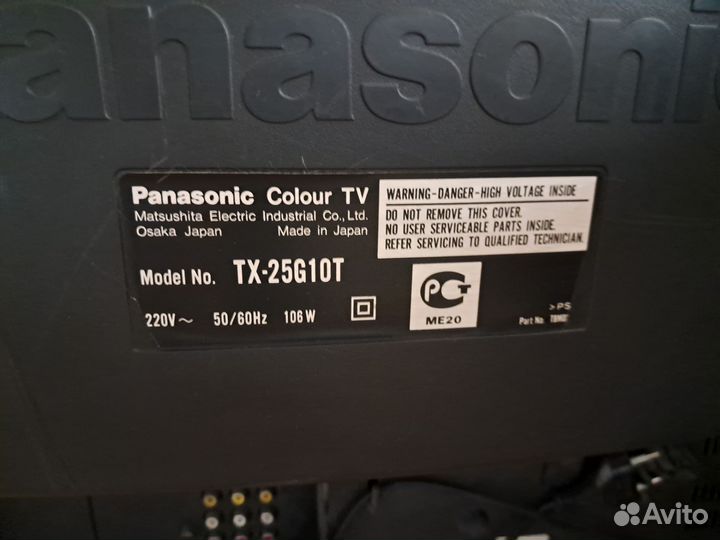 Panasonic
Panasonic Colour TV
Matsushita Electric Industrial Co., Ltd.
Osaka Japan Made in Japan
Model No. TX-25G10T
220V~ 50/60Hz 106W
WARNING-DANGER-HIGH VOLTAGE INSIDE
DO NOT REMOVE THIS COVER.
NO USER SERVICEABLE PARTS INSIDE.
REFER SERVICING TO QUALIFIED TECHNICIAN.
РСТ
ME20
>PS
Part No.
Avito